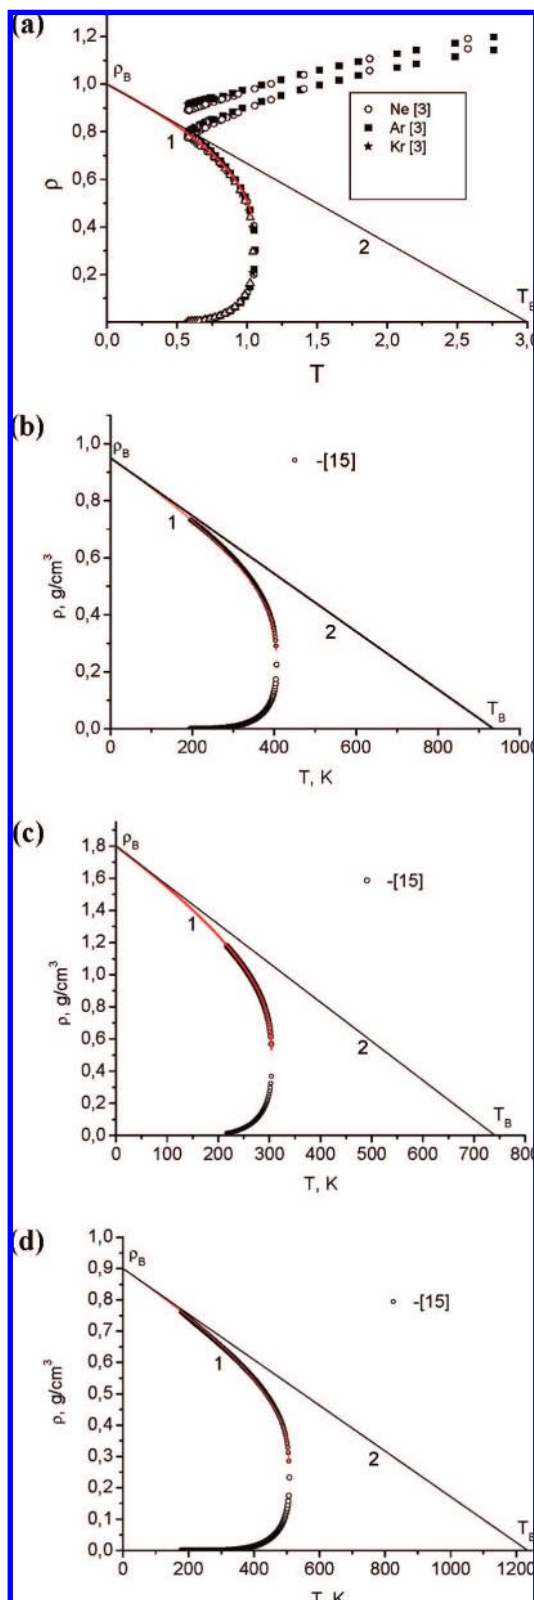 (a)
1,2
ρB
1,0
○ Ne [3]
■ Ar [3]
★ Kr [3]
0,8
1
ρ
0,6
0,4
2
0,2
TB
0,0 0,5 1,0 1,5 2,0 2,5 3,0
T
(b)
1,0
ρB
○ -[15]
0,8
1
ρ, g/cm³
0,6
0,4
2
0,2
TB
0,0
0 200 400 600 800 1000
T, K
(c)
1,8
ρB
1,6
○ -[15]
1,4
1
1,2
ρ, g/cm³
1,0
0,8
0,6
2
0,4
0,2
TB
0,0
0 100 200 300 400 500 600 700 800
T, K
(d)
1,0
ρB
0,9
0,8
○ -[15]
0,7
1
ρ, g/cm³
0,6
0,5
0,4
0,3
2
0,2
0,1
TB
0,0
0 200 400 600 800 1000 1200
T, K